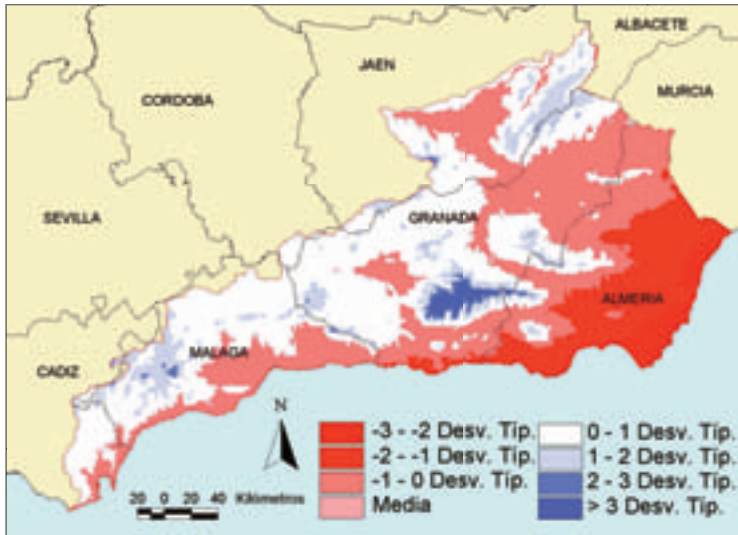 ALBACETE
JAEN
MURCIA
CORDOBA
SEVILLA
GRANADA
ALMERIA
MALAGA
CADIZ
N
20 0 20 40 Kilómetros
-3 - -2 Desv. Tip.
-2 - -1 Desv. Tip.
-1 - 0 Desv. Tip.
Media
0 - 1 Desv. Tip.
1 - 2 Desv. Tip.
2 - 3 Desv. Tip.
> 3 Desv. Tip.